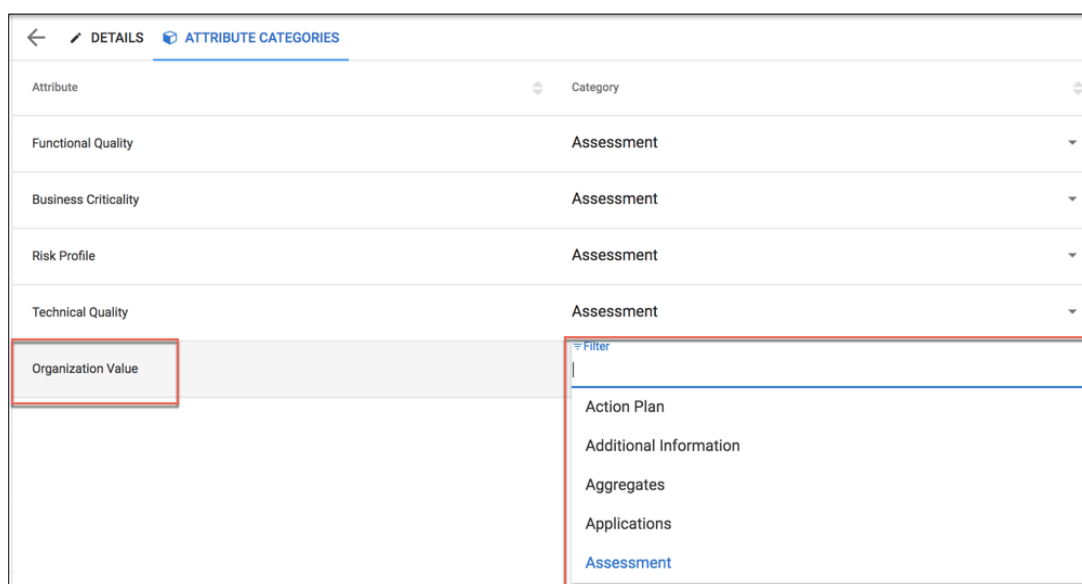 DETAILS ATTRIBUTE CATEGORIES
Attribute Category
Functional Quality Assessment
Business Criticality Assessment
Risk Profile Assessment
Technical Quality Assessment
Filter
Organization Value
Action Plan
Additional Information
Aggregates
Applications
Assessment